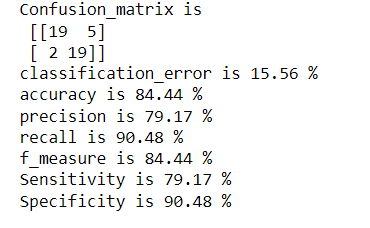 Confusion_matrix is
[[19  5]
[ 2 19]]
classification_error is 15.56 %
accuracy is 84.44 %
precision is 79.17 %
recall is 90.48 %
f_measure is 84.44 %
Sensitivity is 79.17 %
Specificity is 90.48 %